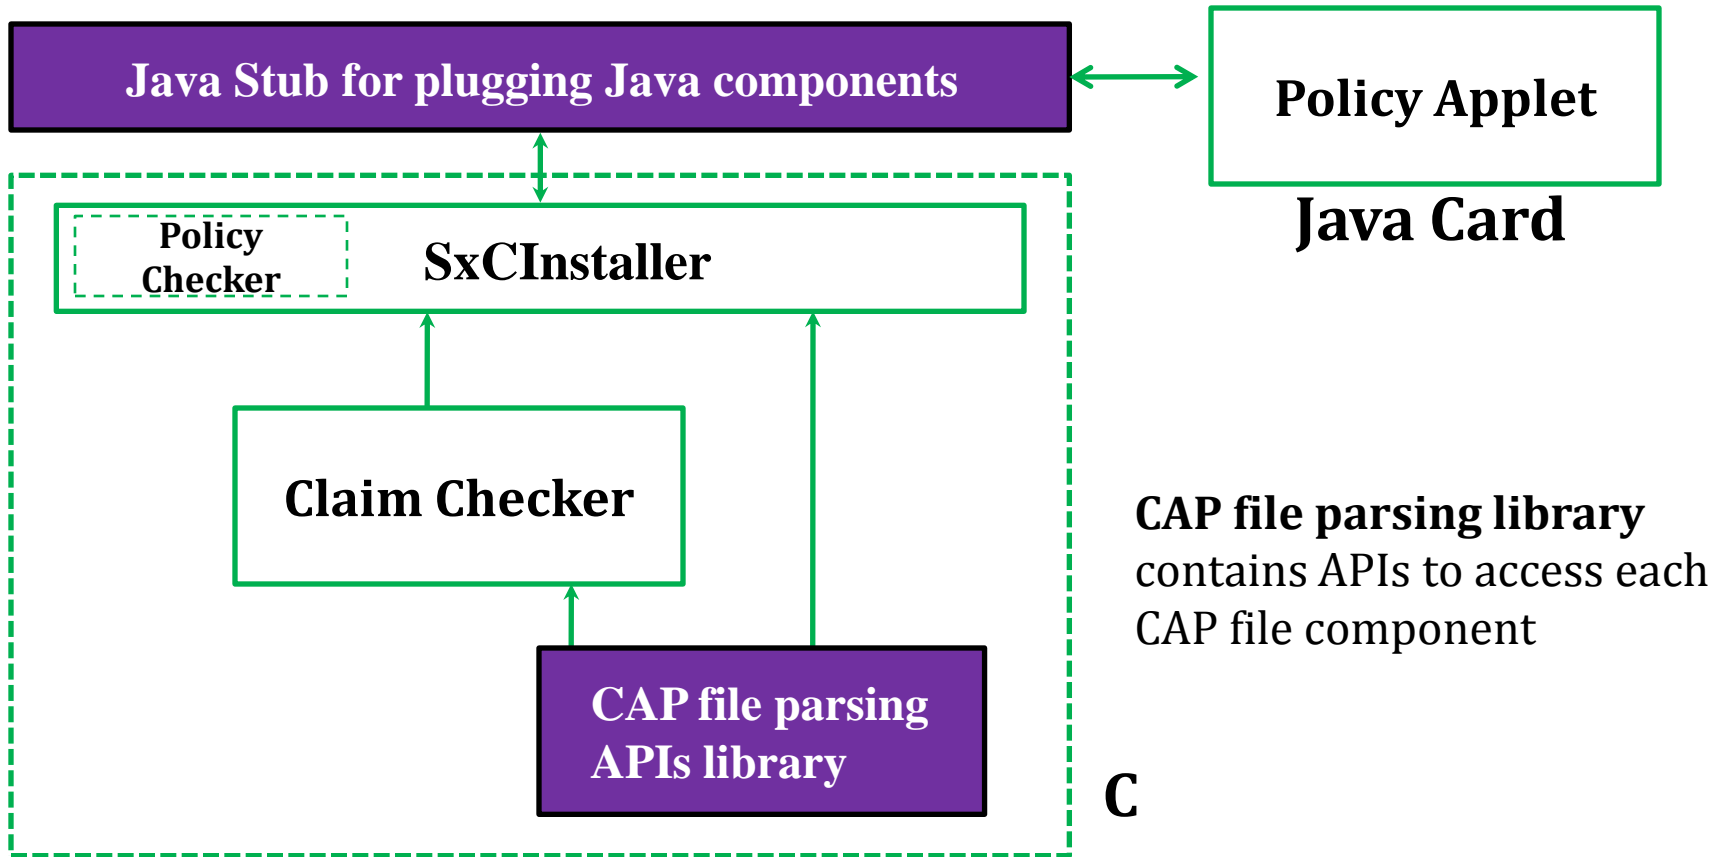 Java Stub for plugging Java components
Policy Applet
Java Card
Policy
Checker
SxCInstaller
Claim Checker
CAP file parsing library
contains APIs to access each
CAP file component
CAP file parsing
APIs library
C